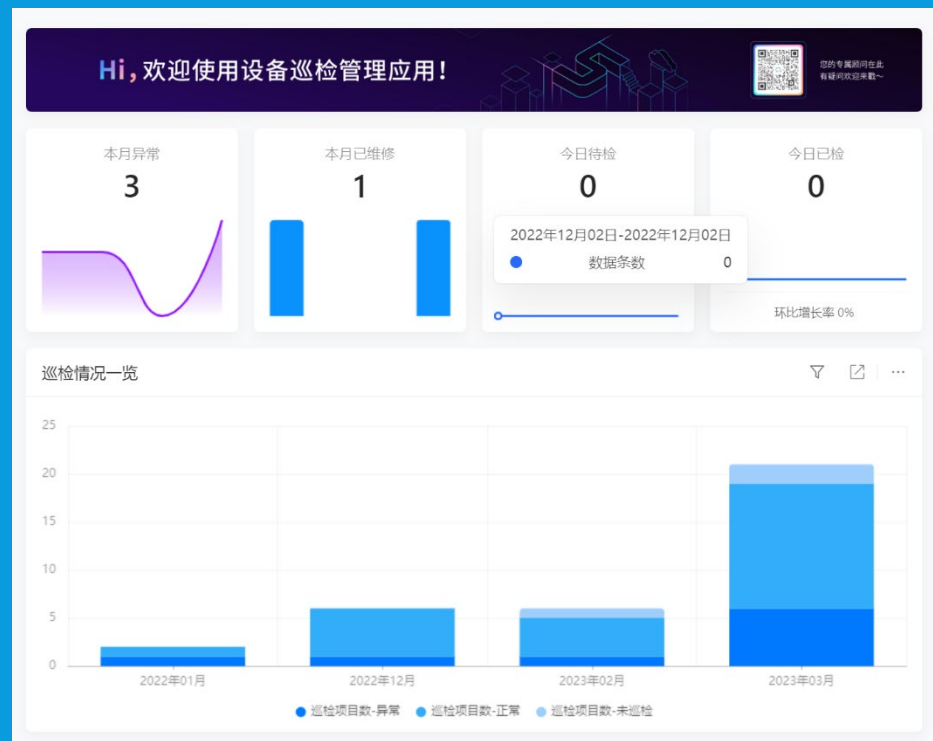 Hi,欢迎使用设备巡检管理应用!
您的专属顾问在此
有疑问欢迎来戳~
本月异常
3
本月已维修
1
今日待检
0
今日已检
0
2022年12月02日-2022年12月02日
数据条数 0
环比增长率 0%
巡检情况一览
25
20
15
10
5
0
2022年01月 2022年12月 2023年02月 2023年03月
巡检项目数-异常 巡检项目数-正常 巡检项目数-未巡检